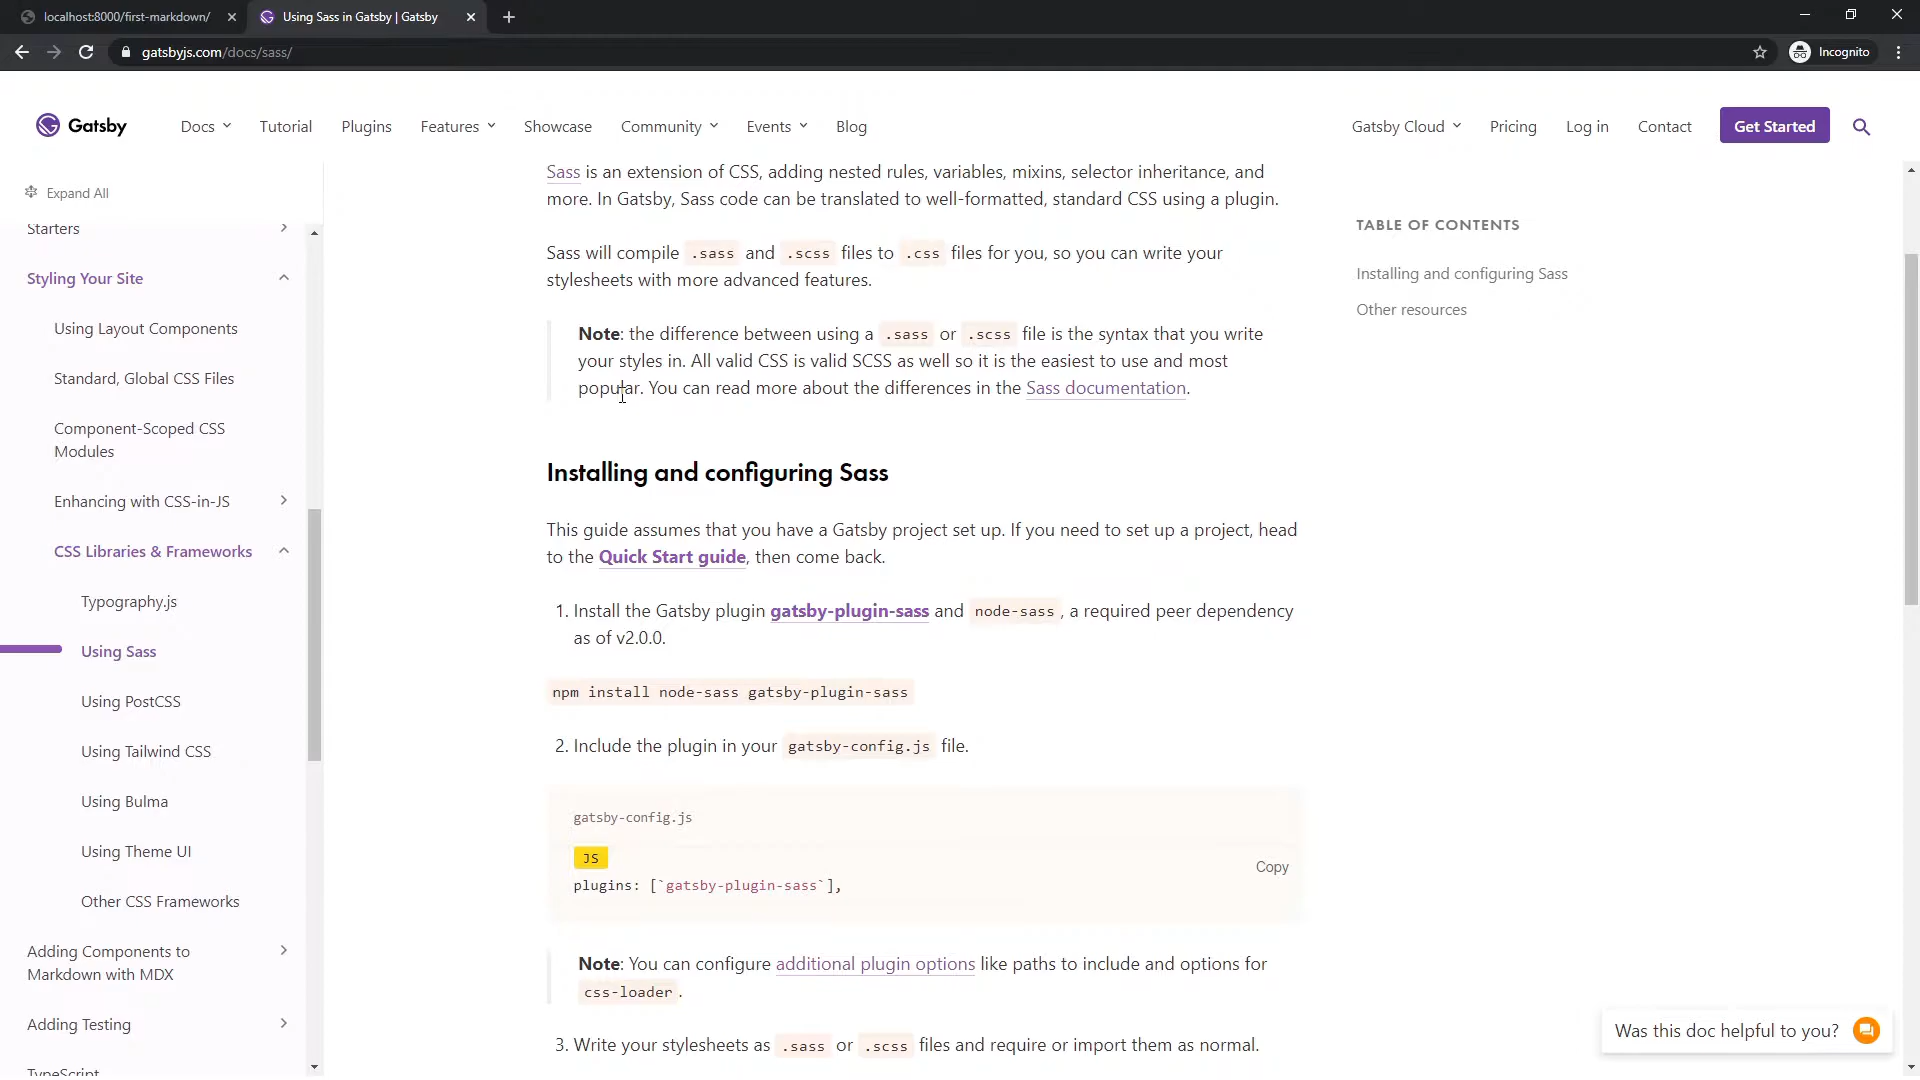 localhost:8000/first-markdown/
Using Sass in Gatsby | Gatsby
gatsbyjs.com/docs/sass/
Incognito
Gatsby
Docs
Tutorial
Plugins
Features
Showcase
Community
Events
Blog
Gatsby Cloud
Pricing
Log in
Contact
Get Started
Expand All
Starters
Styling Your Site
Using Layout Components
Standard, Global CSS Files
Component-Scoped CSS
Modules
Enhancing with CSS-in-JS
CSS Libraries & Frameworks
Typography.js
Using Sass
Using PostCSS
Using Tailwind CSS
Using Bulma
Using Theme UI
Other CSS Frameworks
Adding Components to
Markdown with MDX
Adding Testing
TypeScript
Sass is an extension of CSS, adding nested rules, variables, mixins, selector inheritance, and
more. In Gatsby, Sass code can be translated to well-formatted, standard CSS using a plugin.
Sass will compile .sass and .scss files to .css files for you, so you can write your
stylesheets with more advanced features.
Note: the difference between using a .sass or .scss file is the syntax that you write
your styles in. All valid CSS is valid SCSS as well so it is the easiest to use and most
popular. You can read more about the differences in the Sass documentation.
Installing and configuring Sass
This guide assumes that you have a Gatsby project set up. If you need to set up a project, head
to the Quick Start guide, then come back.
1. Install the Gatsby plugin gatsby-plugin-sass and node-sass, a required peer dependency
as of v2.0.0.
npm install node-sass gatsby-plugin-sass
2. Include the plugin in your gatsby-config.js file.
gatsby-config.js
JS
Copy
plugins: [`gatsby-plugin-sass`],
Note: You can configure additional plugin options like paths to include and options for
css-loader.
3. Write your stylesheets as .sass or .scss files and require or import them as normal.
TABLE OF CONTENTS
Installing and configuring Sass
Other resources
Was this doc helpful to you?